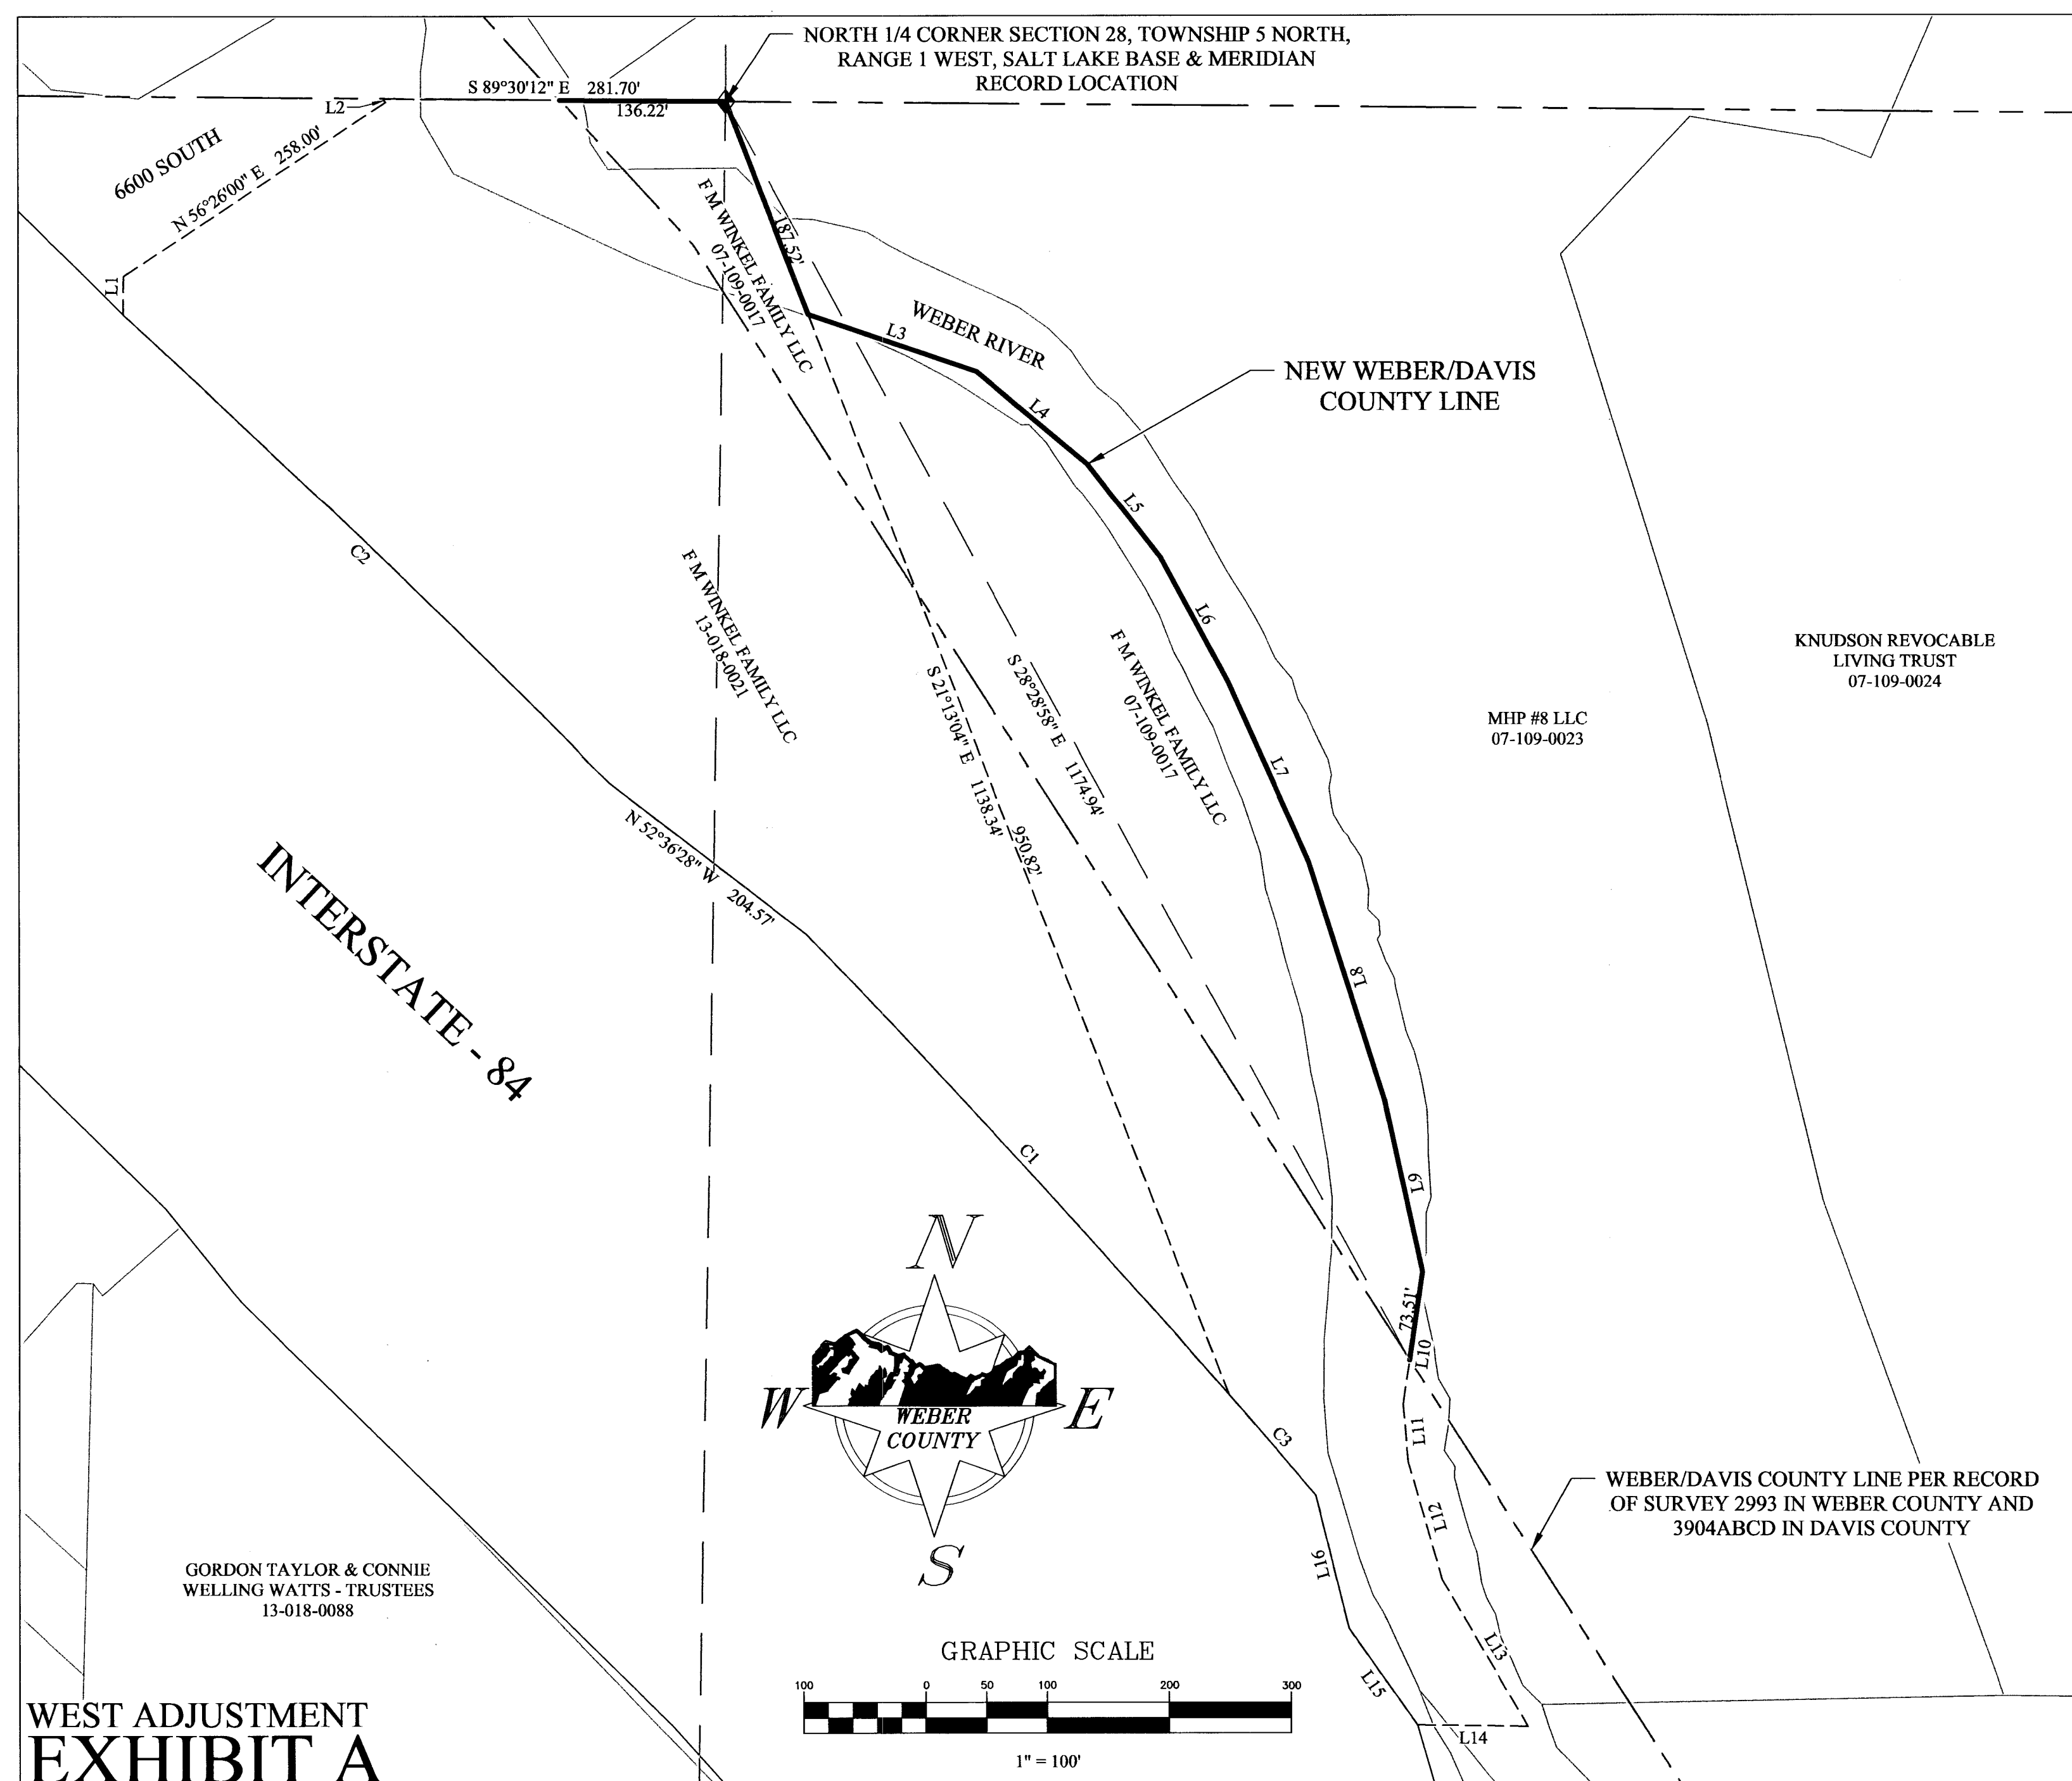 NORTH 1/4 CORNER SECTION 28, TOWNSHIP 5 NORTH,
RANGE 1 WEST, SALT LAKE BASE & MERIDIAN
RECORD LOCATION
S 89°30'12" E 281.70'
136.22'
L2
6600 SOUTH
N 56°26'00" E 258.00'
L1
F M WINKEL FAMILY LLC
07-109-0017
187.52'
L3
WEBER RIVER
NEW WEBER/DAVIS
COUNTY LINE
L4
L5
C2
L6
F M WINKEL FAMILY LLC
13-018-0021
S 21°13'04" E 1138.34'
950.82'
S 28°28'58" E 1174.94'
F M WINKEL FAMILY LLC
07-109-0017
KNUDSON REVOCABLE
LIVING TRUST
07-109-0024
MHP #8 LLC
07-109-0023
L7
N 52°36'28" W 204.57'
INTERSTATE - 84
L8
C1
L9
N
W
E
S
WEBER
COUNTY
73.51'
L10
L11
C3
L12
WEBER/DAVIS COUNTY LINE PER RECORD
OF SURVEY 2993 IN WEBER COUNTY AND
3904ABCD IN DAVIS COUNTY
L16
GORDON TAYLOR & CONNIE
WELLING WATTS - TRUSTEES
13-018-0088
L13
L15
L14
GRAPHIC SCALE
100 0 50 100 200 300
1" = 100'
WEST ADJUSTMENT
EXHIBIT A